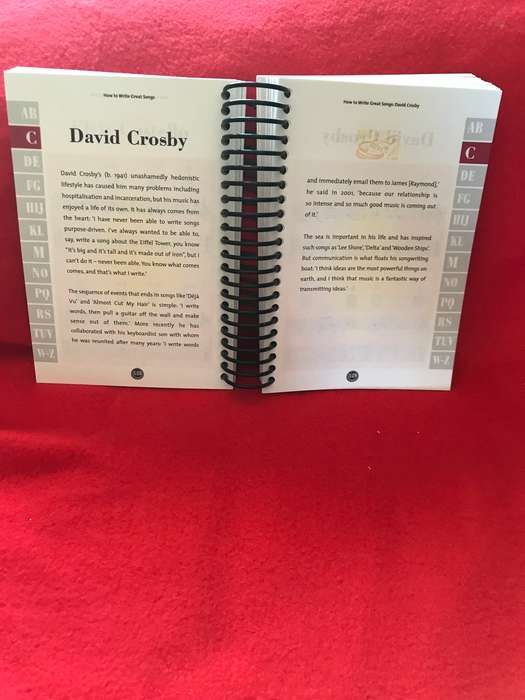 How to Write Great Songs
AB
C
DE
FG
HIJ
KL
M
NO
PQ
RS
TUV
W-Z
David Crosby
David Crosby's (b. 1941) unashamedly hedonistic
lifestyle has caused him many problems including
hospitalisation and incarceration, but his music has
enjoyed a life of its own. It has always comes from
the heart: 'I have never been able to write songs
purpose-driven. I've always wanted to be able to,
say, write a song about the Eiffel Tower, you know
"It's big and it's tall and it's made out of iron", but I
can't do it – never been able. You know what comes
comes, and that's what I write.'
The sequence of events that ends in songs like 'Déjà
Vu' and 'Almost Cut My Hair' is simple. 'I write
words, then pull a guitar off the wall and make
sense out of them.' More recently he has
collaborated with his keyboardist son with whom
he was reunited after many years: 'I write words
How to Write Great Songs: David Crosby
and immediately email them to James [Raymond],'
he said in 2001, 'because our relationship is
so intense and so much good music is coming out
of it.'
The sea is important in his life and has inspired
such songs as 'Lee Shore', 'Delta' and 'Wooden Ships'.
But communication is what floats his songwriting
boat. 'I think ideas are the most powerful things on
earth, and I think that music is a fantastic way of
transmitting ideas.'
AB
C
DE
FG
HIJ
KL
M
NO
PQ
RS
TUV
W-Z